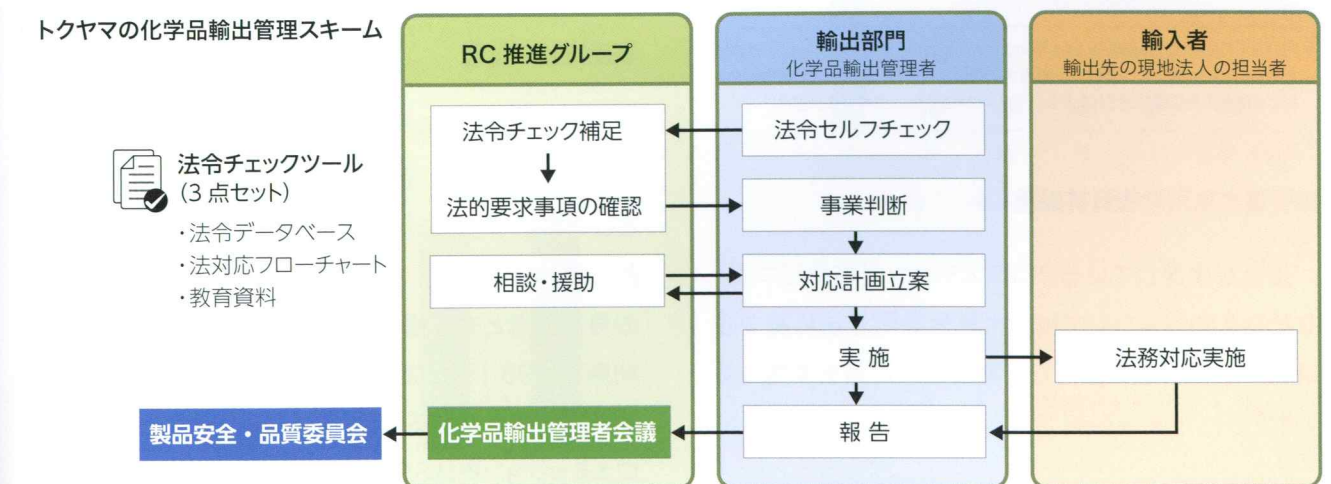 トクヤマの化学品輸出管理スキーム
RC 推進グループ
輸出部門
化学品輸出管理者
輸入者
輸出先の現地法人の担当者
法令チェックツール
(3 点セット)
・法令データベース
・法対応フローチャート
・教育資料
法令チェック補足
法令セルフチェック
法的要求事項の確認
事業判断
相談・援助
対応計画立案
実 施
法務対応実施
製品安全・品質委員会
化学品輸出管理者会議
報 告